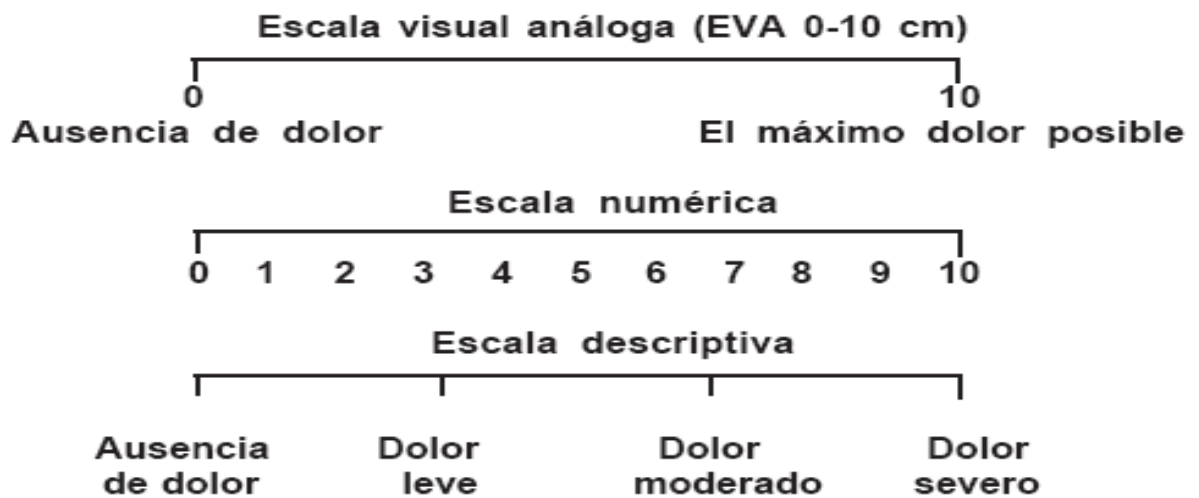 Escala visual análoga (EVA 0-10 cm)
0 10
Ausencia de dolor El máximo dolor posible
Escala numérica
0 1 2 3 4 5 6 7 8 9 10
Escala descriptiva
Ausencia Dolor Dolor Dolor
de dolor leve moderado severo